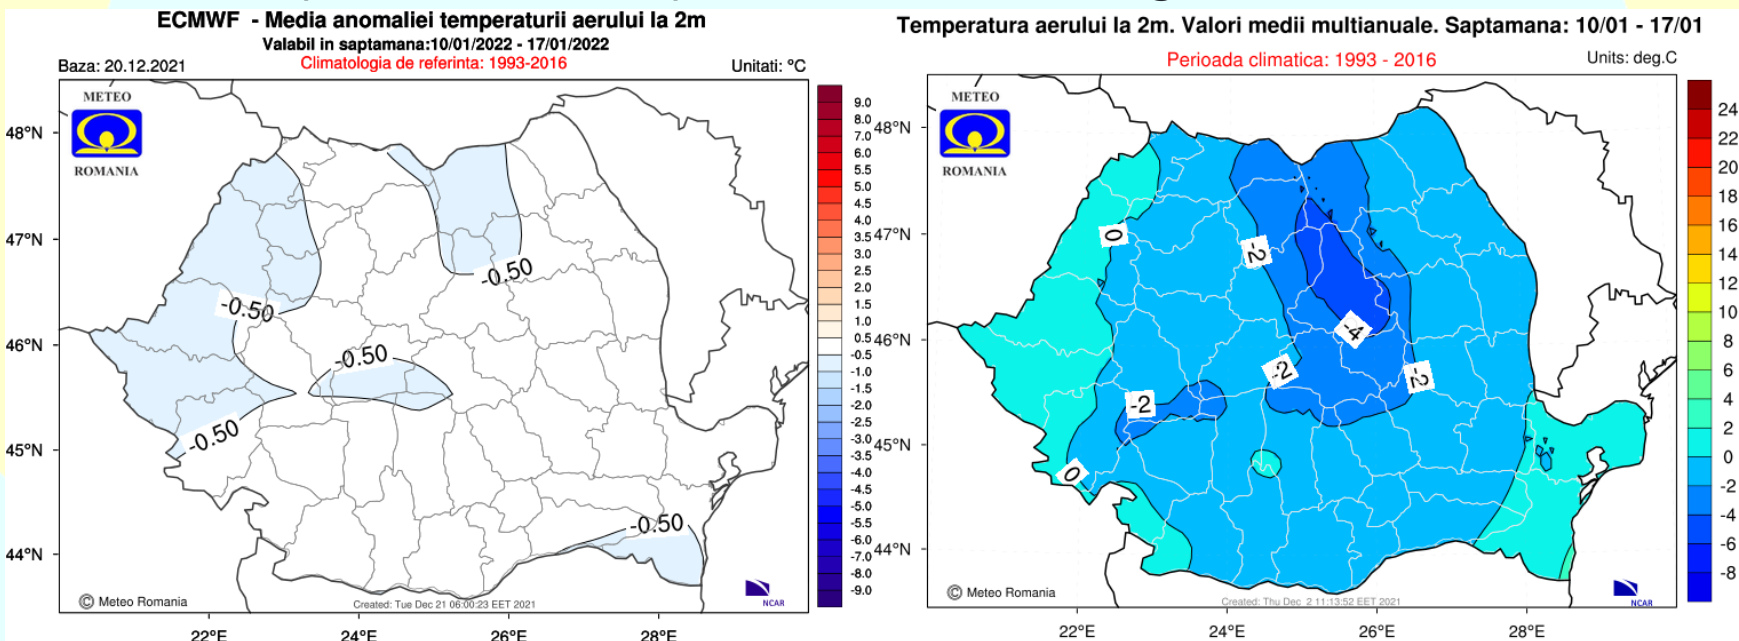 ECMWF - Media anomaliei temperaturii aerului la 2m
Valabil in saptamana:10/01/2022 - 17/01/2022
Baza: 20.12.2021
Climatologia de referinta: 1993-2016
Unitati: °C
METEO
ROMANIA
48°N
47°N
46°N
45°N
44°N
-0.50
-0.50
-0.50
-0.50
-0.50
9.0
8.0
7.0
6.0
5.5
5.0
4.5
4.0
3.5
3.0
2.5
2.0
1.5
1.0
0.5
-0.5
-1.0
-1.5
-2.0
-2.5
-3.0
-3.5
-4.0
-4.5
-5.0
-5.5
-6.0
-7.0
-8.0
-9.0
© Meteo Romania
Created: Tue Dec 21 06:00:23 EET 2021
NCAR
22°E
24°E
26°E
28°E
Temperatura aerului la 2m. Valori medii multianuale. Saptamana: 10/01 - 17/01
Perioada climatica: 1993 - 2016
Units: deg.C
METEO
ROMANIA
48°N
47°N
46°N
45°N
44°N
0
-2
-4
-2
-2
-2
0
24
22
20
18
16
14
12
10
8
6
4
2
0
-2
-4
-6
-8
© Meteo Romania
Created: Thu Dec 2 11:13:52 EET 2021
NCAR
22°E
24°E
26°E
28°E